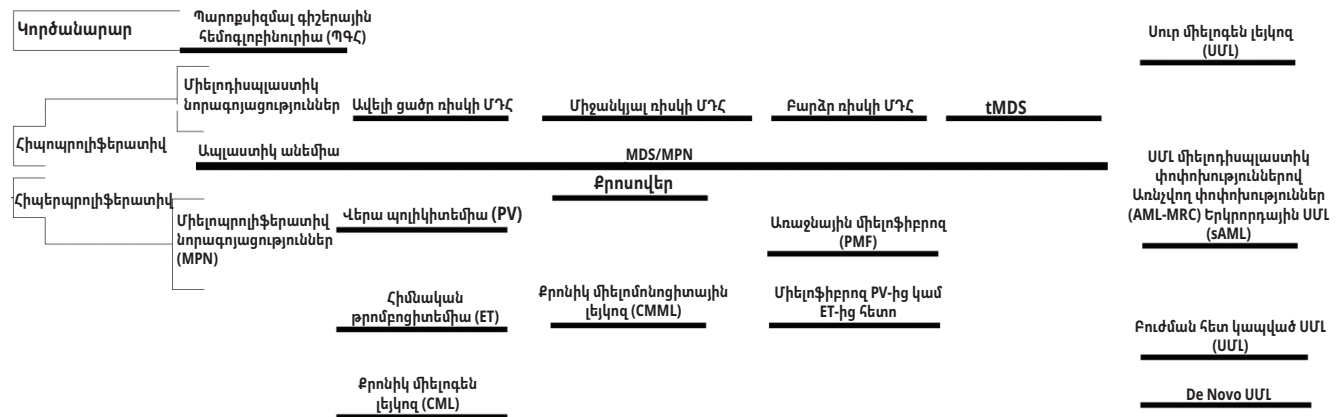 Կործանարար
Պարոքսիզմալ գիշերային
հեմոգլոբինուրիա (ՊԳՀ)
Սուր միելոգեն լեյկոզ
(ՍՄԼ)
Միելոդիսպլաստիկ
նորագոյացություններ
Ավելի ցածր ռիսկի ՄԴՀ
Միջանկյալ ռիսկի ՄԴՀ
Բարձր ռիսկի ՄԴՀ
tMDS
Հիպոպրոլիֆերատիվ
Ապլաստիկ անեմիա
MDS/MPN
Քրոսովեր
ՍՄԼ միելոդիսպլաստիկ
փոփոխություններով
Առնչվող փոփոխություններ
(AML-MRC) Երկրորդային ՍՄԼ
(sAML)
Հիպերպրոլիֆերատիվ
Միելոպրոլիֆերատիվ
նորագոյացություններ
(MPN)
Վերա պոլիկիտեմիա (PV)
Առաջնային միելոֆիբրոզ
(PMF)
Հիմնական
թրոմբոցիտեմիա (ET)
Քրոնիկ միելոմոնոցիտային
լեյկոզ (CMML)
Միելոֆիբրոզ PV-ից կամ
ET-ից հետո
Բուժման հետ կապված ՍՄԼ
(ՍՄԼ)
Քրոնիկ միելոգեն
լեյկոզ (CML)
De Novo ՍՄԼ